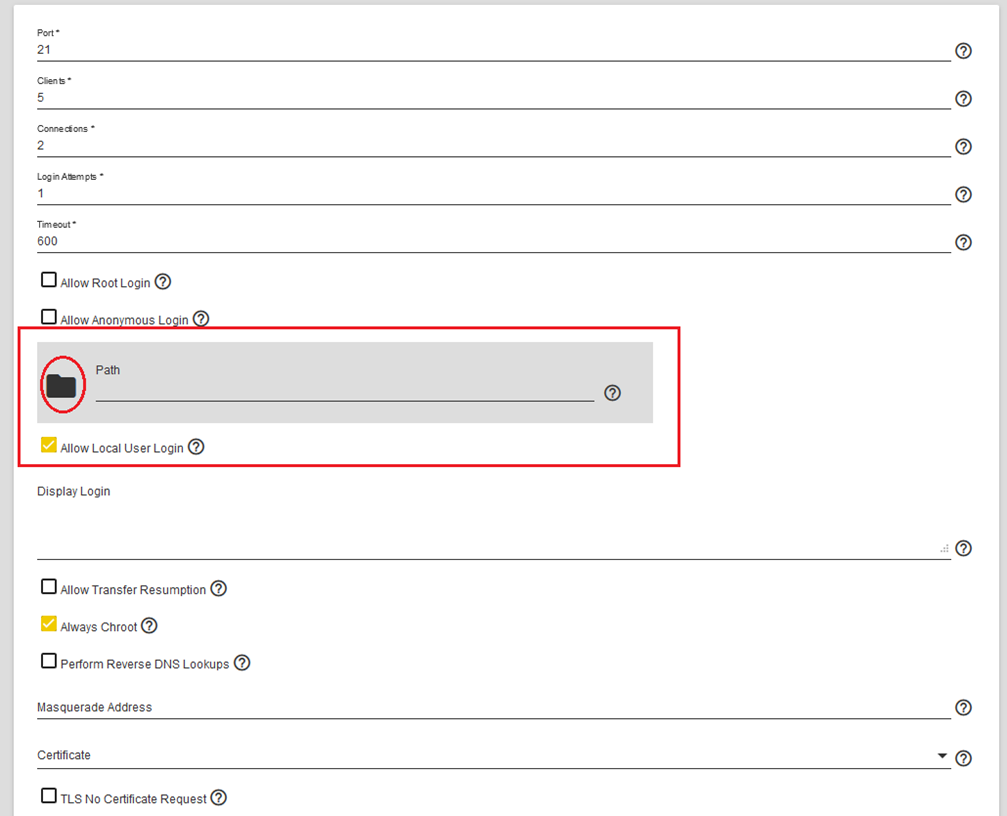 Port *
21
Clients *
5
Connections *
2
Login Attempts *
1
Timeout *
600
Allow Root Login
Allow Anonymous Login
Path
Allow Local User Login
Display Login
Allow Transfer Resumption
Always Chroot
Perform Reverse DNS Lookups
Masquerade Address
Certificate
TLS No Certificate Request